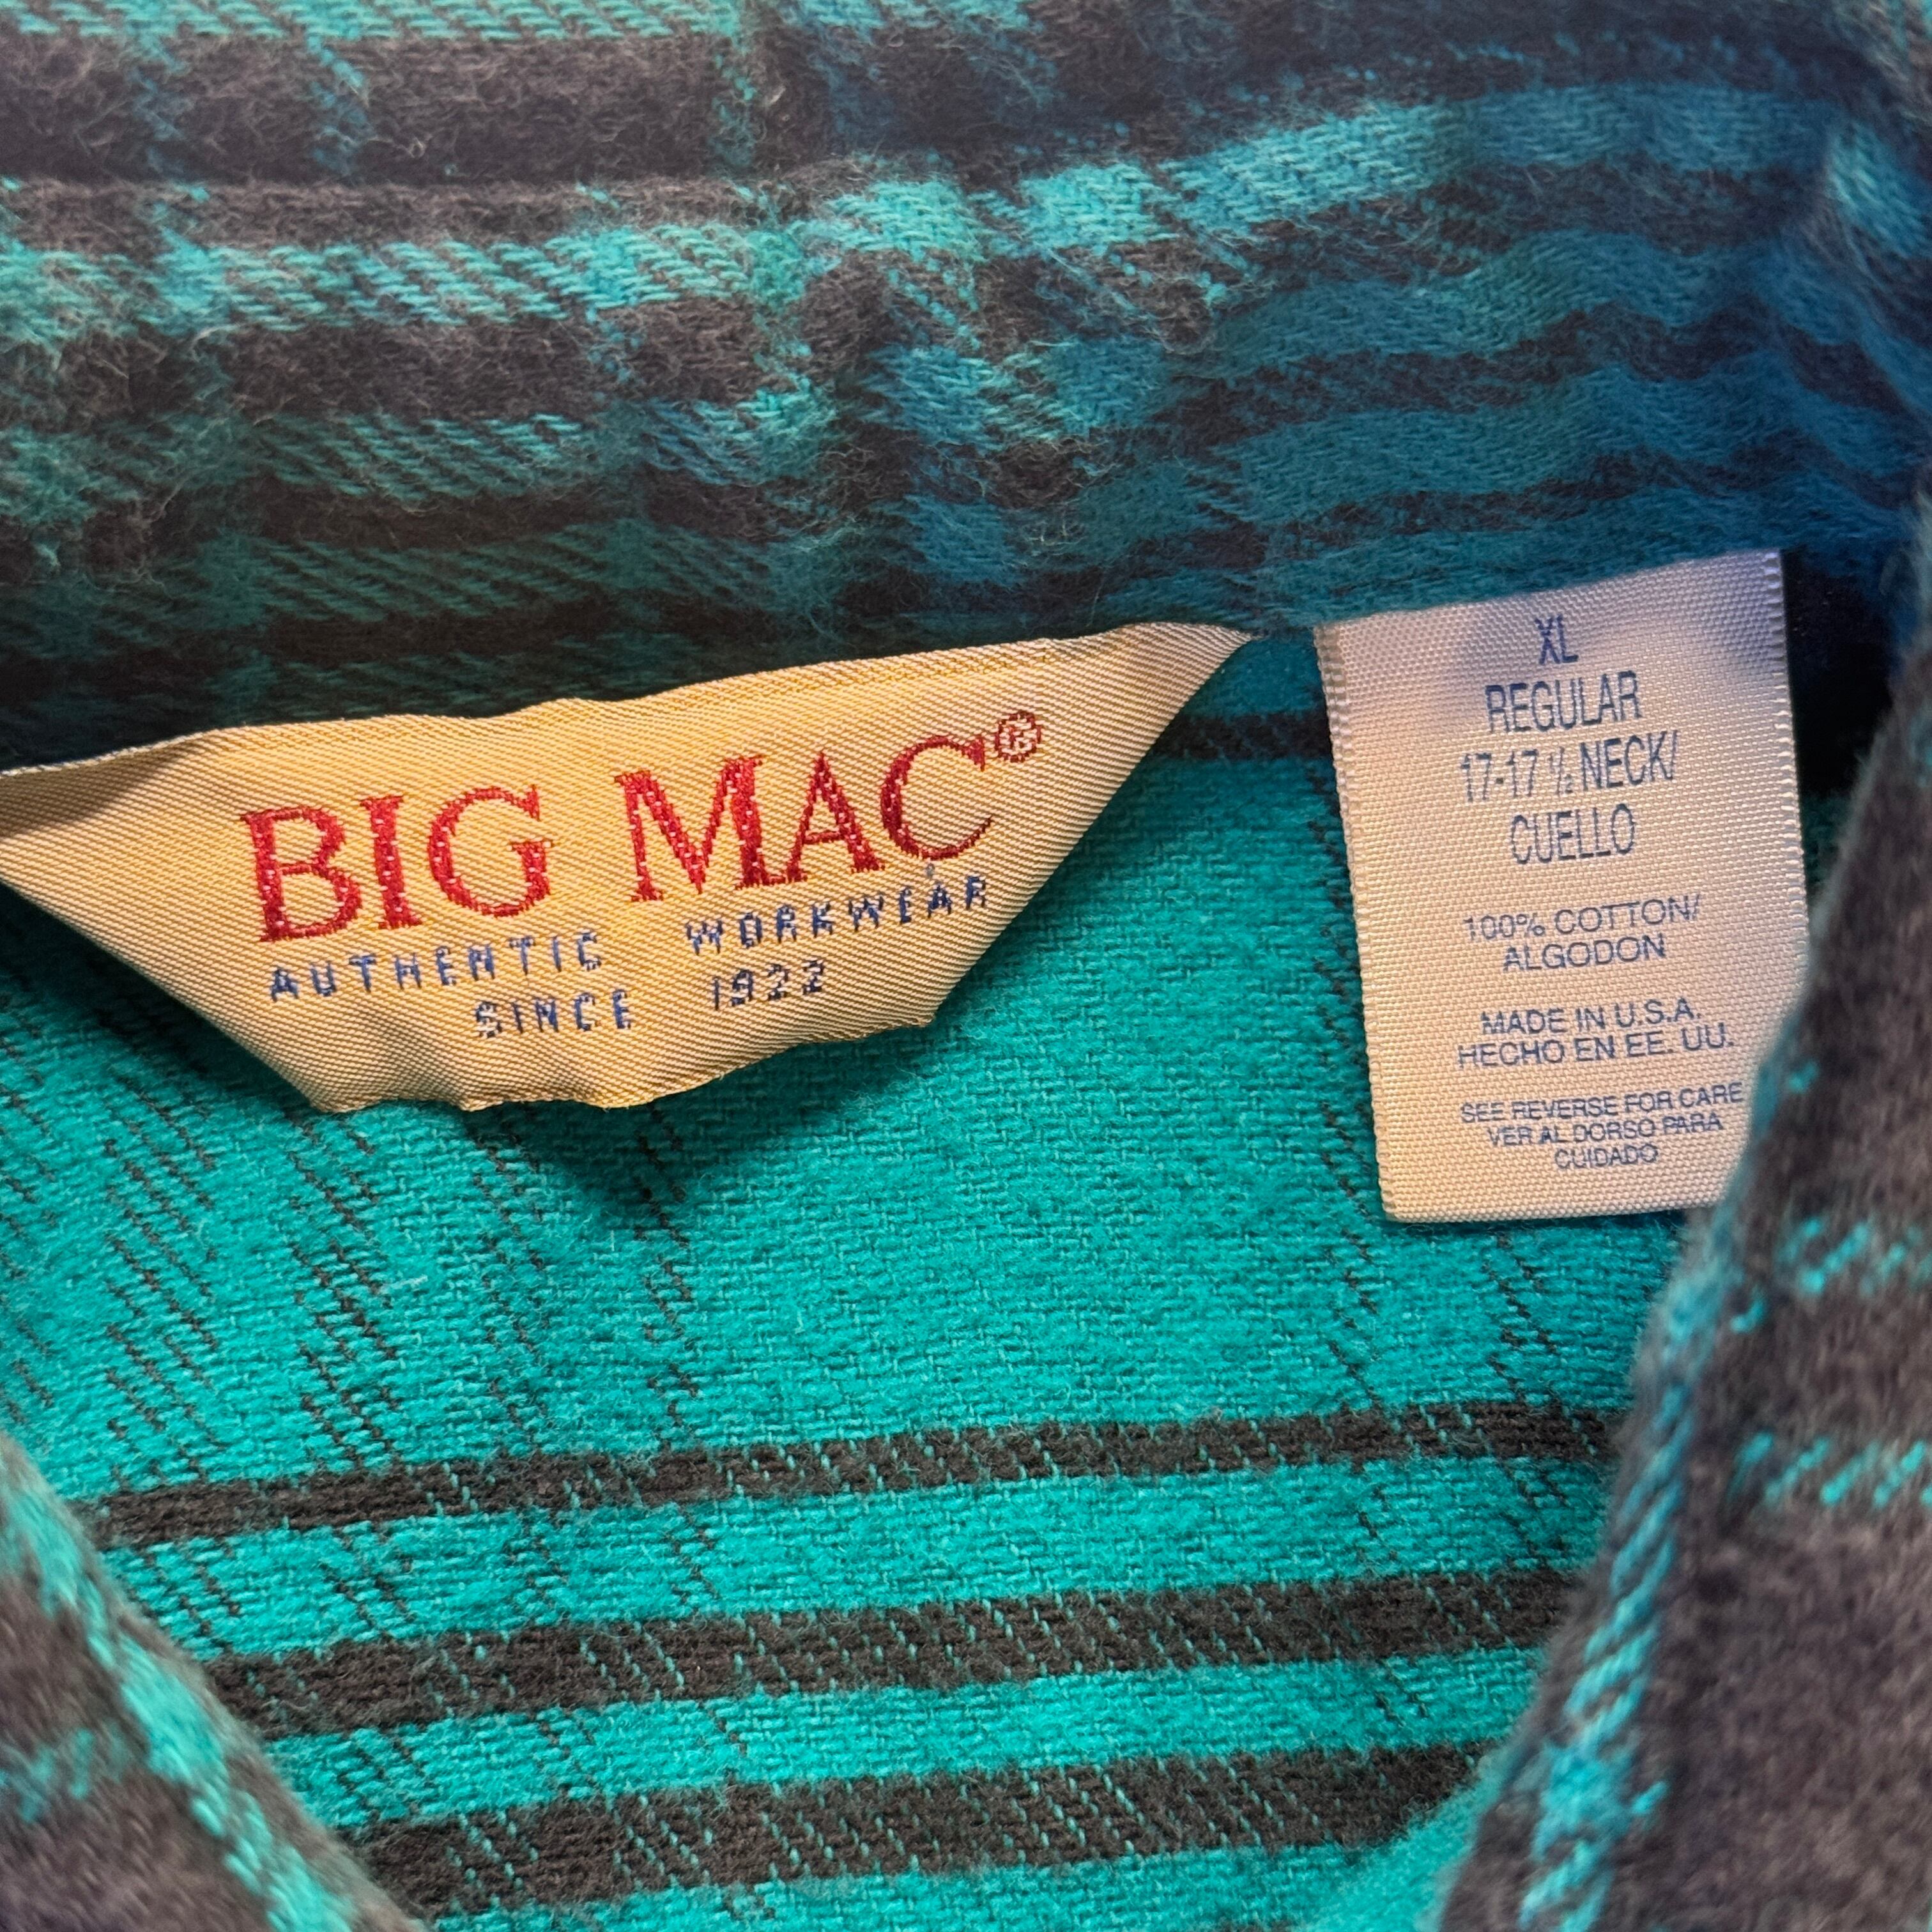 BIG MAC®
AUTHENTIC WORKWEAR
SINCE 1922
XL
REGULAR
17-17 ½ NECK/
CUELLO
100% COTTON/
ALGODON
MADE IN U.S.A.
HECHO EN EE. UU.
SEE REVERSE FOR CARE
VER AL DORSO PARA
CUIDADO